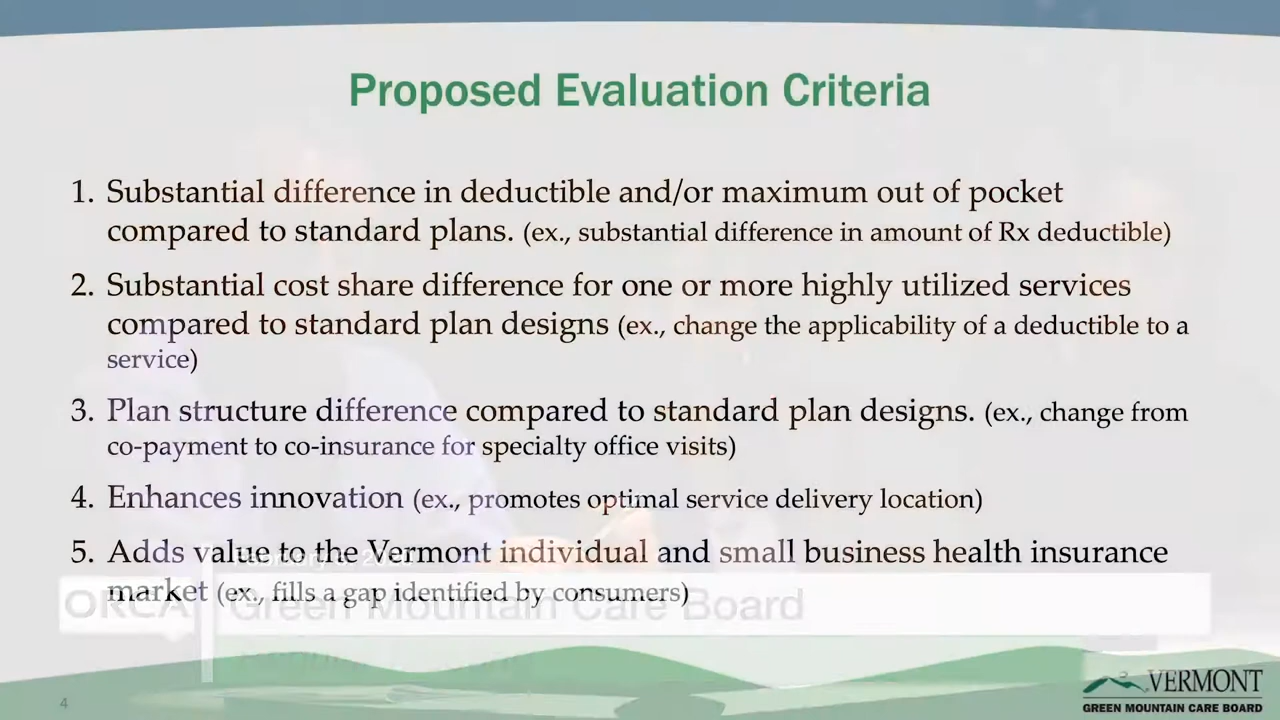 Proposed Evaluation Criteria
1. Substantial difference in deductible and/or maximum out of pocket
compared to standard plans. (ex., substantial difference in amount of Rx deductible)
2. Substantial cost share difference for one or more highly utilized services
compared to standard plan designs (ex., change the applicability of a deductible to a
service)
3. Plan structure difference compared to standard plan designs. (ex., change from
co-payment to co-insurance for specialty office visits)
4. Enhances innovation (ex., promotes optimal service delivery location)
5. Adds value to the Vermont individual and small business health insurance
market (ex., fills a gap identified by consumers)
ORCA
Green Mountain Care Board
4
VERMONT
GREEN MOUNTAIN CARE BOARD